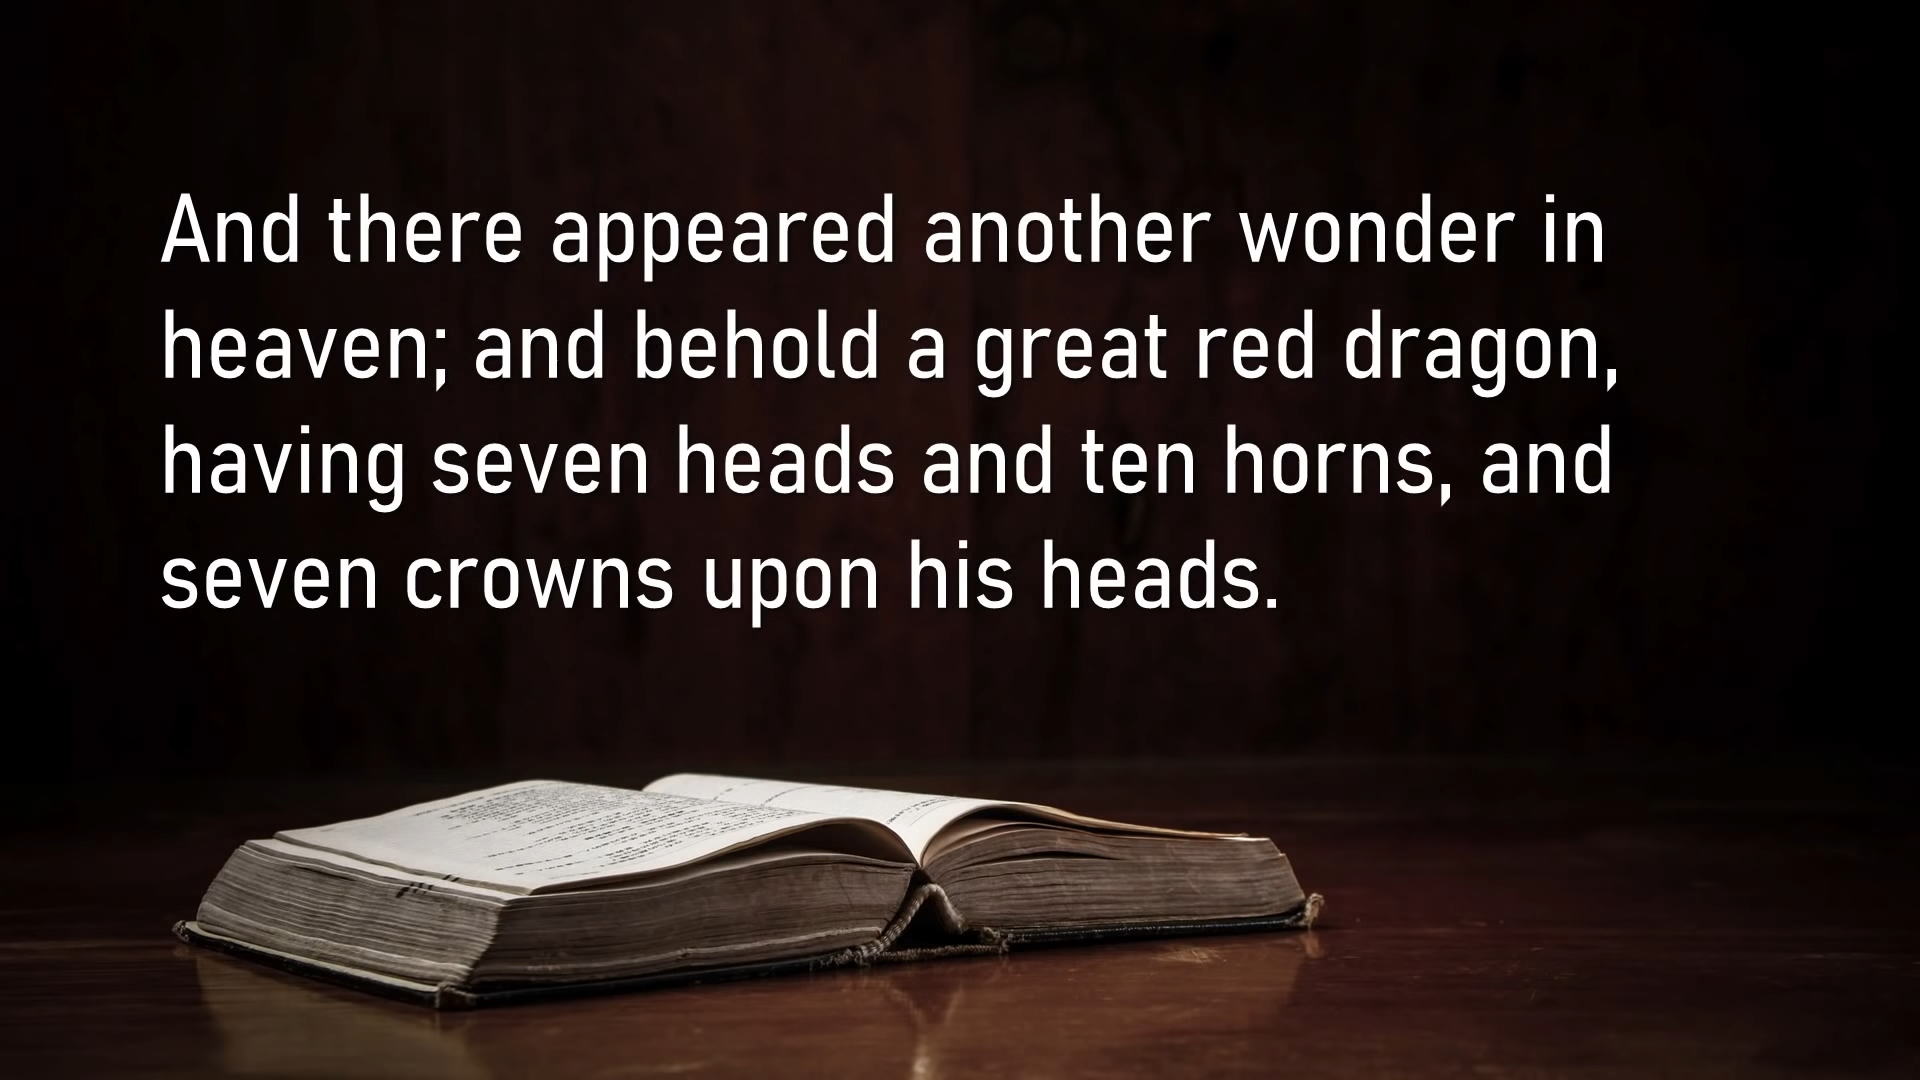 And there appeared another wonder in
heaven; and behold a great red dragon,
having seven heads and ten horns, and
seven crowns upon his heads.